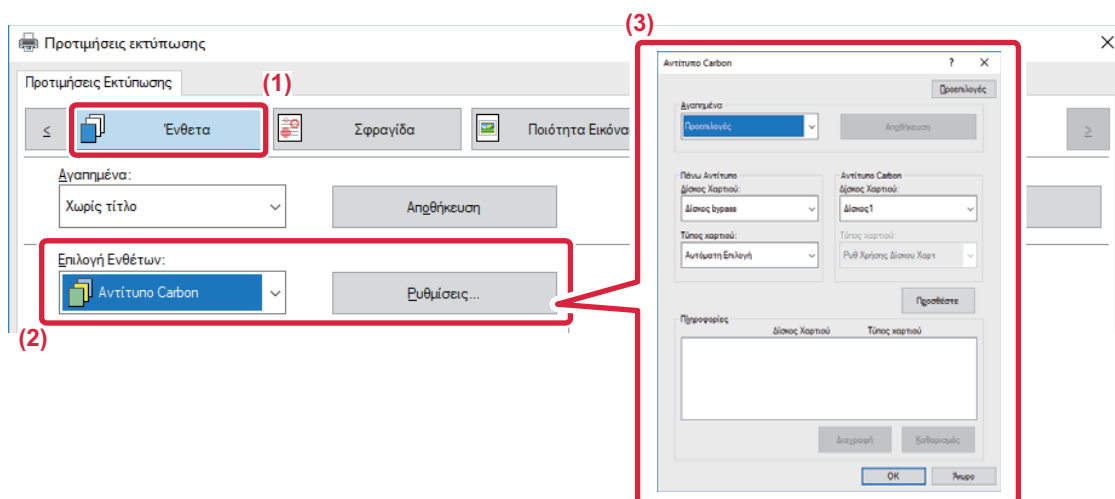 (3)
Προτιμήσεις εκτύπωσης
Προτιμήσεις Εκτύπωσης
(1)
< Ένθετα Σφραγίδα Ποιότητα Εικόνα >
Αγαπημένα:
Χωρίς τίτλο Αποθήκευση
Επιλογή Ενθέτων:
Αντίτυπο Carbon Ρυθμίσεις...
(2)
Αντίτυπο Carbon ? ×
Προεπιλογές
Αγαπημένα
Προεπιλογές Αποθήκευση
Πάνω Αντίτυπο Αντίτυπο Carbon
Δίσκος Χαρτιού: Δίσκος Χαρτιού:
Δίσκος bypass Δίσκος1
Τύπος χαρτιού: Τύπος χαρτιού:
Αυτόματη Επιλογή Ρυθ Χρήσης Δίσκου Χαρτ
Προσθέστε
Πληροφορίες
Δίσκος Χαρτιού Τύπος χαρτιού
Διαγραφή Καθαρισμός
OK Άκυρο